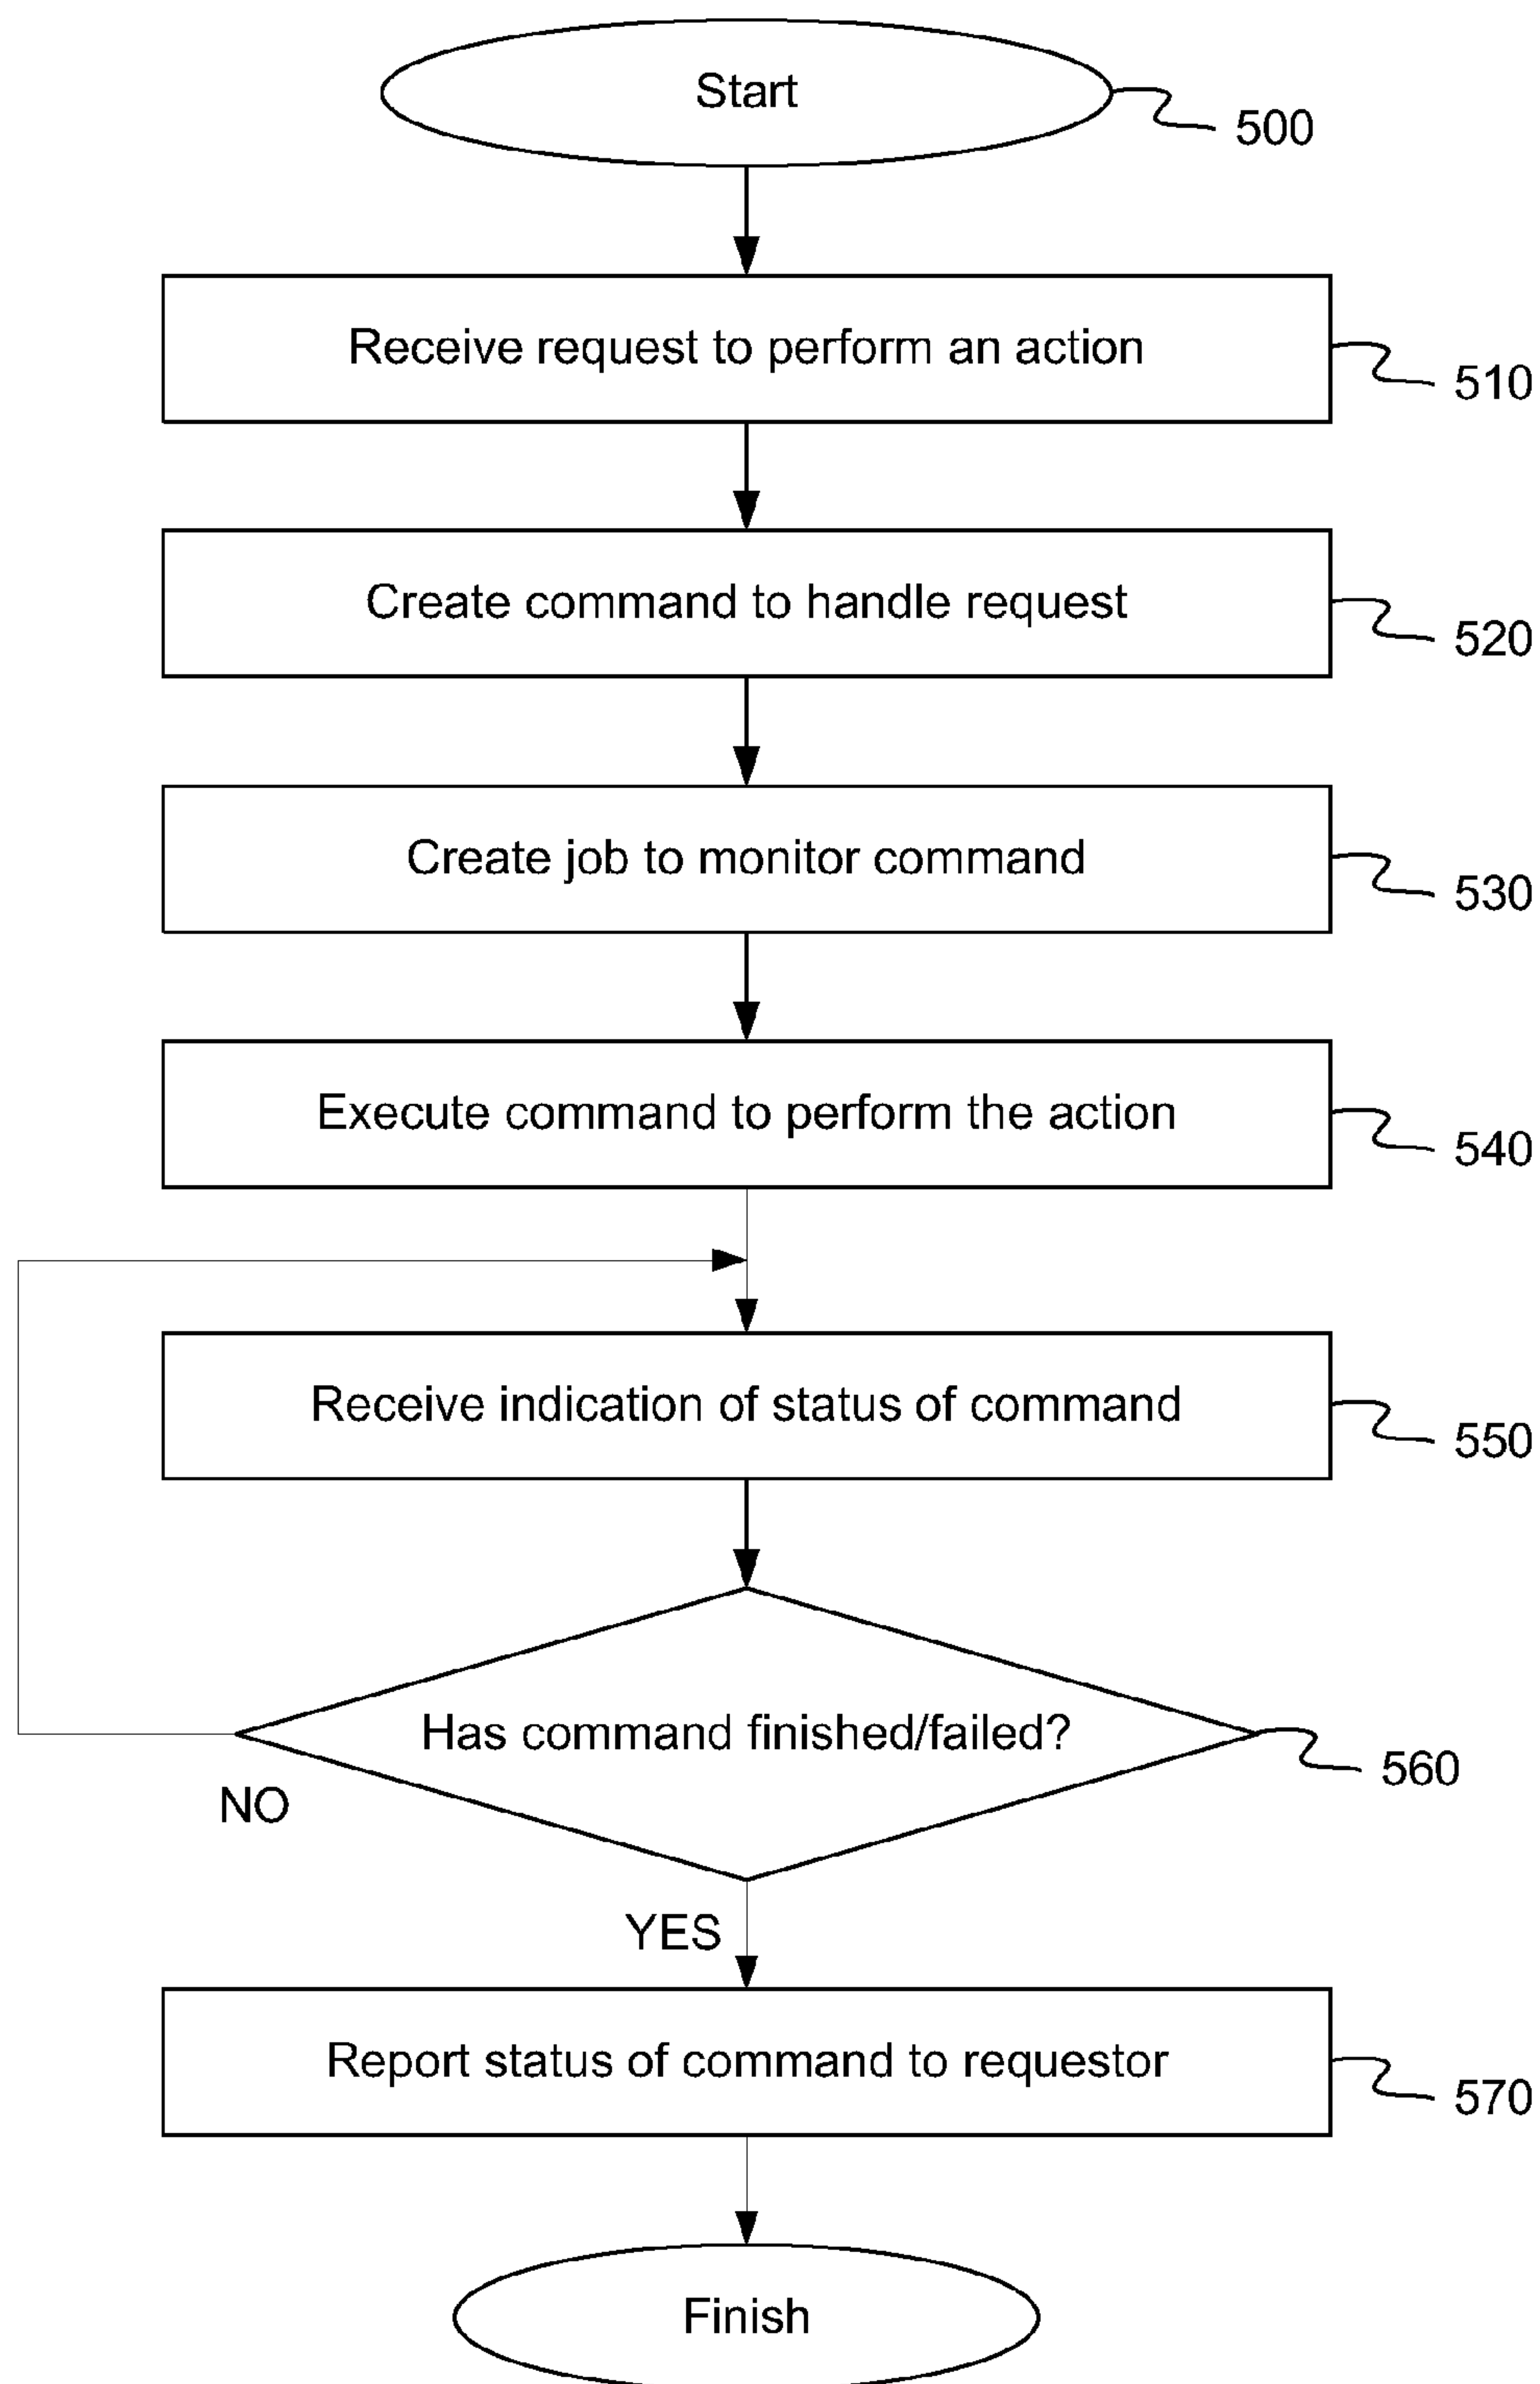 Start
500
Receive request to perform an action
510
Create command to handle request
520
Create job to monitor command
530
Execute command to perform the action
540
Receive indication of status of command
550
Has command finished/failed?
560
NO
YES
Report status of command to requestor
570
Finish